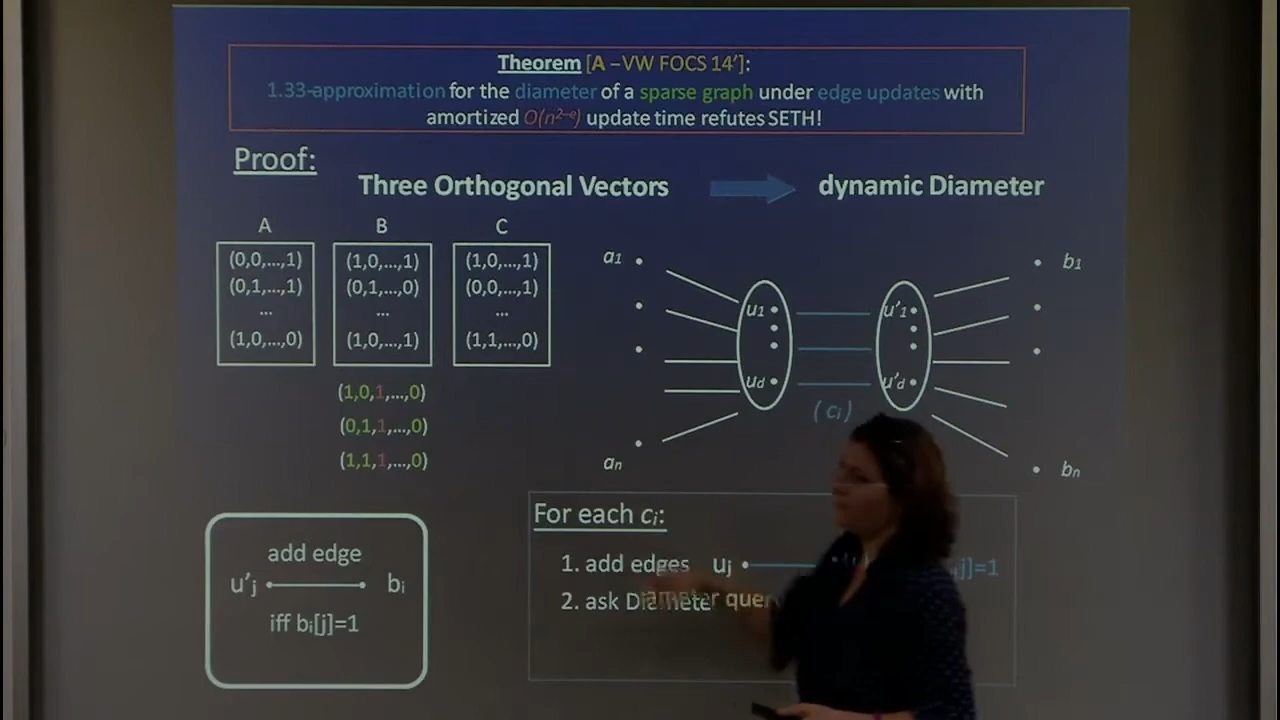 Theorem [A –VW FOCS 14’]:
1.33-approximation for the diameter of a sparse graph under edge updates with
amortized O(n²⁻ᵉ) update time refutes SETH!
Proof:
Three Orthogonal Vectors dynamic Diameter
A B C
(0,0,...,1) (1,0,...,1) (1,0,...,1)
(0,1,...,1) (0,1,...,0) (0,0,...,1)
... ... ...
(1,0,...,0) (1,0,...,1) (1,1,...,0)
(1,0,1,...,0)
(0,1,1,...,0)
(1,1,1,...,0)
a₁ b₁
u₁ u’₁
u_d u’_d
(cᵢ)
aₙ bₙ
add edge
u’ⱼ bᵢ
iff bᵢ[j]=1
For each cᵢ:
1. add edges uⱼ j]=1
2. ask Diameter quer